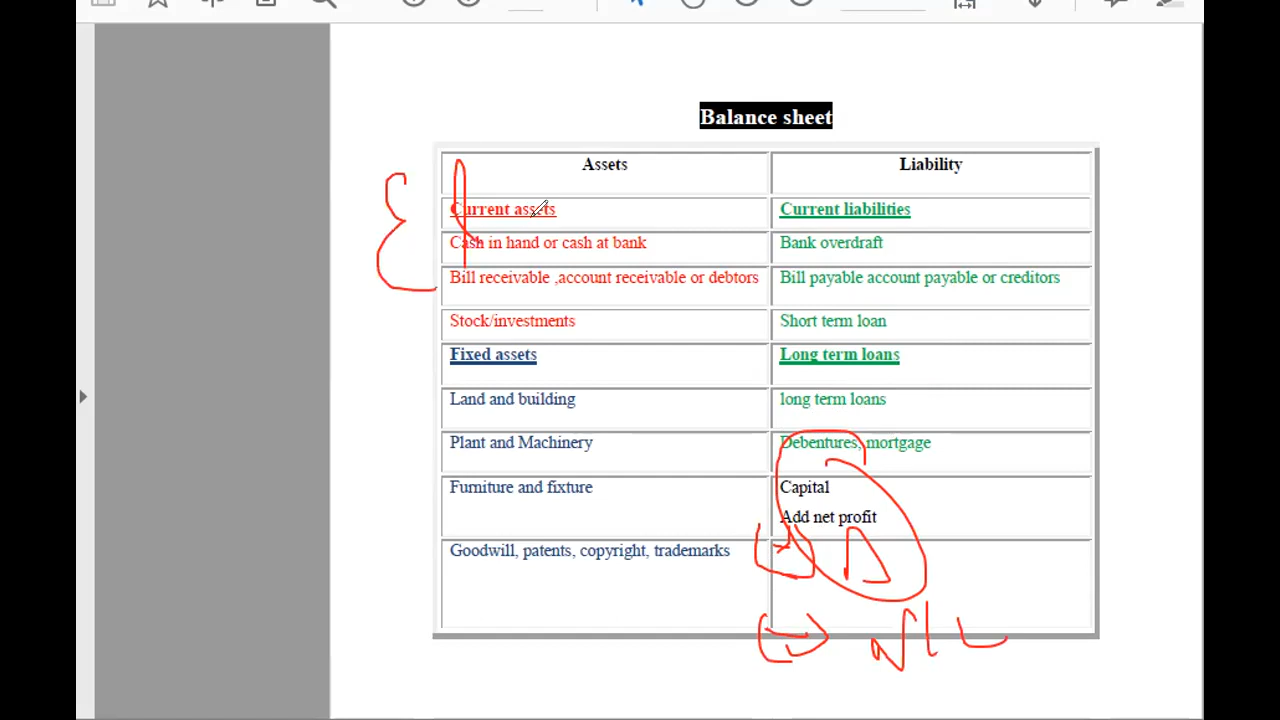 Balance sheet
Assets Liability
Current assets Current liabilities
Cash in hand or cash at bank Bank overdraft
Bill receivable ,account receivable or debtors Bill payable account payable or creditors
Stock/investments Short term loan
Fixed assets Long term loans
Land and building long term loans
Plant and Machinery Debentures, mortgage
Furniture and fixture Capital
Add net profit
Goodwill, patents, copyright, trademarks